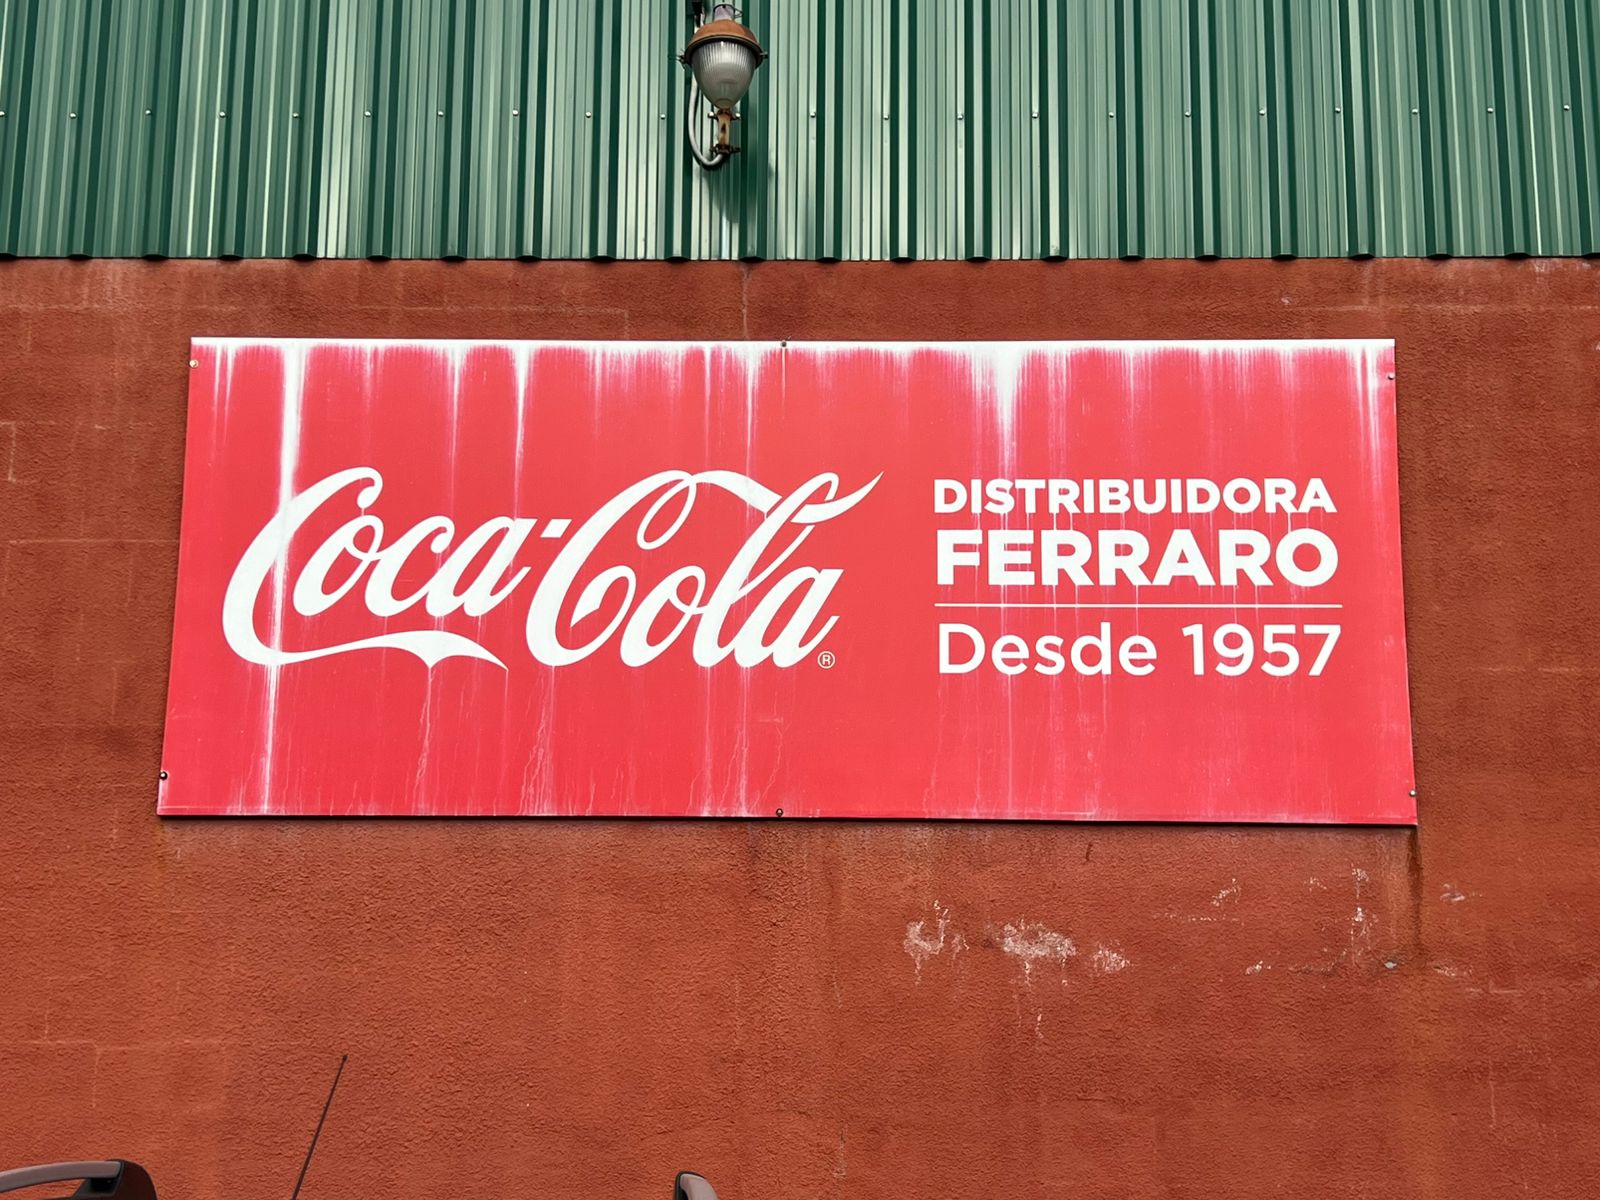 Coca-Cola®
DISTRIBUIDORA
FERRARO
Desde 1957